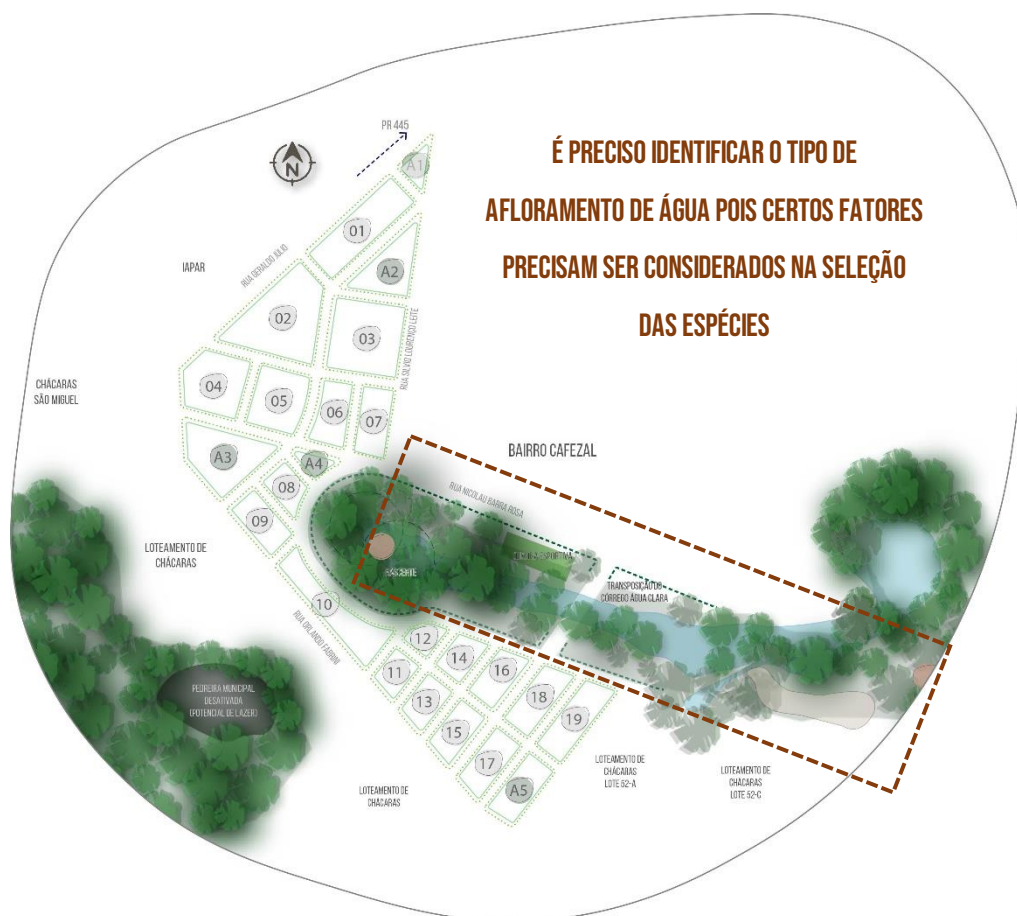 PR 445
É PRECISO IDENTIFICAR O TIPO DE
AFLORAMENTO DE ÁGUA POIS CERTOS FATORES
PRECISAM SER CONSIDERADOS NA SELEÇÃO
DAS ESPÉCIES
N
A1
01
IAPAR
RUA GERALDO JULIO
A2
02
03
RUA SILVIO LOURENÇO LEITE
CHÁCARAS
SÃO MIGUEL
04
05
06
07
A3
A4
BAIRRO CAFEZAL
08
RUA NICOLAU BARRA ROSA
09
LOTEAMENTO DE
CHÁCARAS
ESPORTIVA
NASCENTE
TRANSPOSIÇÃO DO
CÓRREGO ÁGUA CLARA
10
RUA ORLANDO FABRINI
12
14
16
11
13
18
19
15
17
A5
PEDREIRA MUNICIPAL
DESATIVADA
(POTENCIAL DE LAZER)
LOTEAMENTO DE
CHÁCARAS
LOTEAMENTO DE
CHÁCARAS
LOTE 52-A
LOTEAMENTO DE
CHÁCARAS
LOTE 52-C